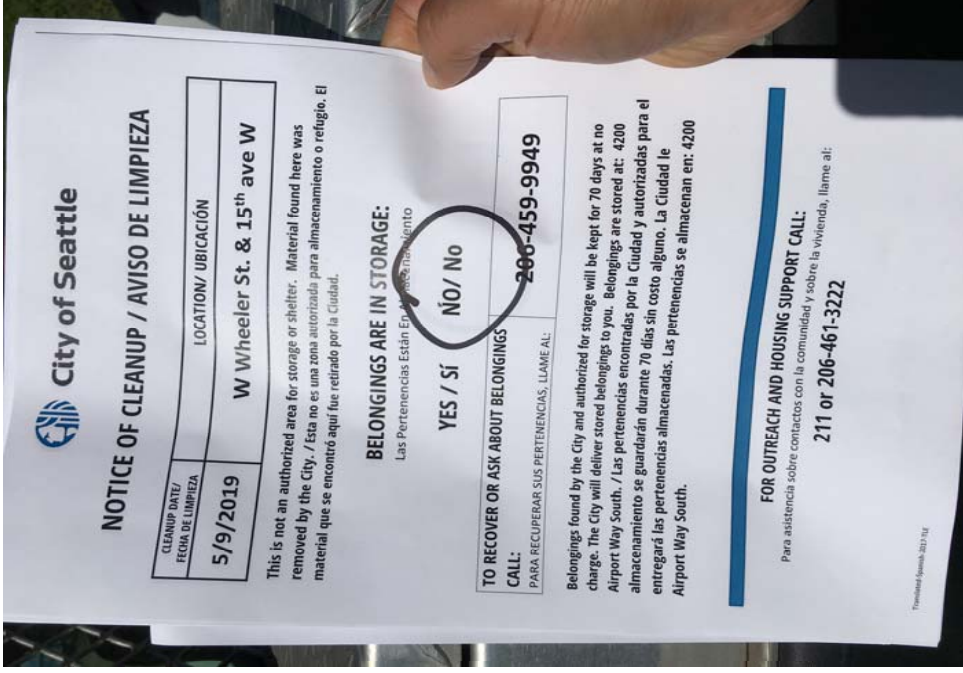 City of Seattle
NOTICE OF CLEANUP / AVISO DE LIMPIEZA
CLEANUP DATE/
FECHA DE LIMPIEZA
LOCATION/ UBICACIÓN
5/9/2019
W Wheeler St. & 15th ave W
This is not an authorized area for storage or shelter. Material found here was
removed by the City. / Esta no es una zona autorizada para almacenamiento o refugio. El
material que se encontró aquí fue retirado por la Ciudad.
BELONGINGS ARE IN STORAGE:
Las Pertenencias Están En Almacenamiento
YES / SÍ NO/ No
TO RECOVER OR ASK ABOUT BELONGINGS
CALL:
PARA RECUPERAR SUS PERTENENCIAS, LLAME AL:
206-459-9949
Belongings found by the City and authorized for storage will be kept for 70 days at no
charge. The City will deliver stored belongings to you. Belongings are stored at: 4200
Airport Way South. / Las pertenencias encontradas por la Ciudad y autorizadas para el
almacenamiento se guardarán durante 70 días sin costo alguno. La Ciudad le
entregará las pertenencias almacenadas. Las pertenencias se almacenan en: 4200
Airport Way South.
FOR OUTREACH AND HOUSING SUPPORT CALL:
Para asistencia sobre contactos con la comunidad y sobre la vivienda, llame al:
211 or 206-461-3222
Translated-Spanish-2017-TLE